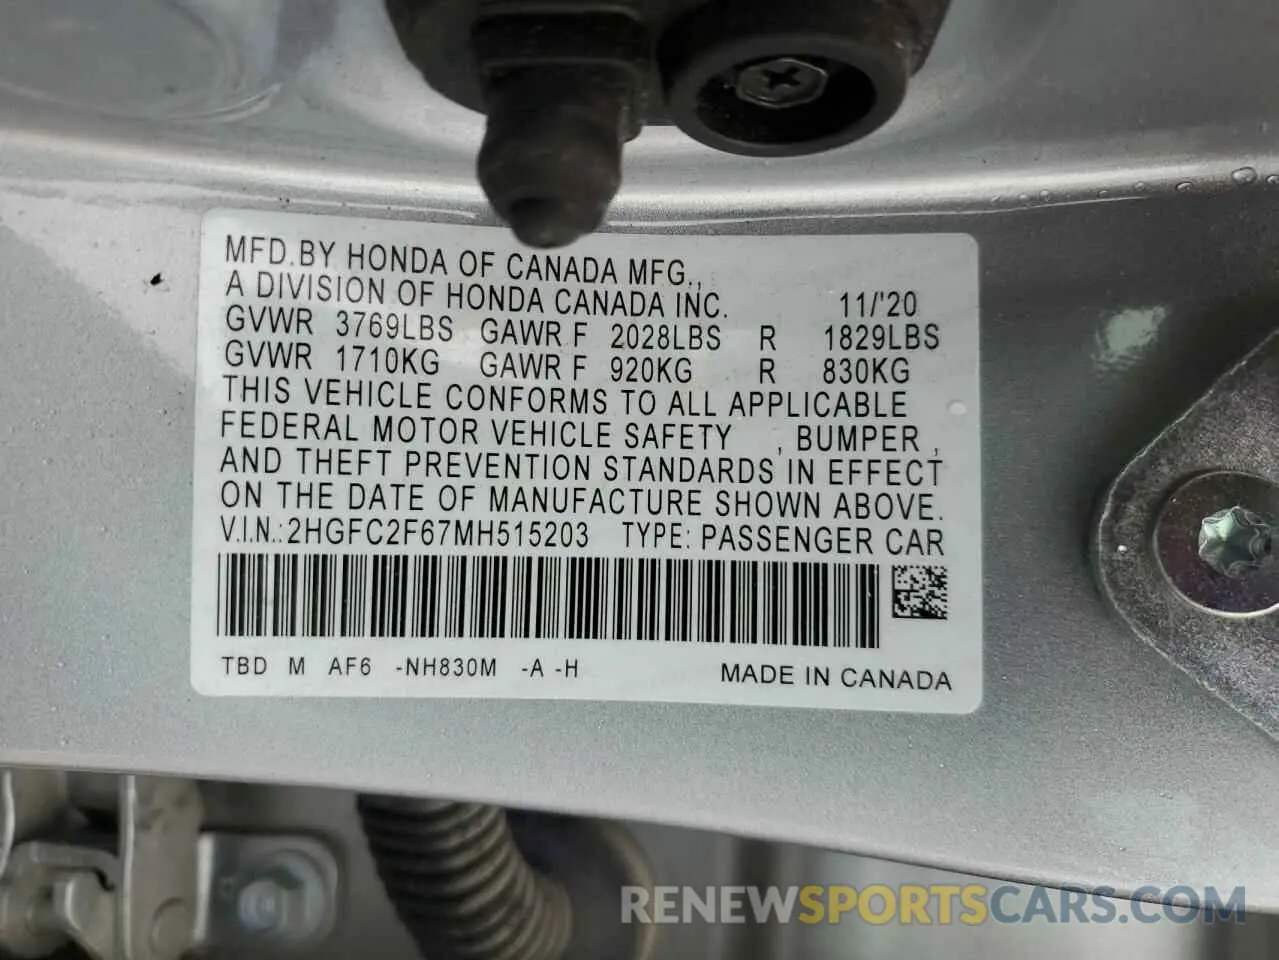 MFD.BY HONDA OF CANADA MFG.,
A DIVISION OF HONDA CANADA INC. 11/'20
GVWR 3769LBS GAWR F 2028LBS R 1829LBS
GVWR 1710KG GAWR F 920KG R 830KG
THIS VEHICLE CONFORMS TO ALL APPLICABLE
FEDERAL MOTOR VEHICLE SAFETY , BUMPER ,
AND THEFT PREVENTION STANDARDS IN EFFECT
ON THE DATE OF MANUFACTURE SHOWN ABOVE.
V.I.N.:2HGFC2F67MH515203 TYPE: PASSENGER CAR
TBD M AF6 -NH830M -A -H MADE IN CANADA
RENEWSPORTSCARS.COM